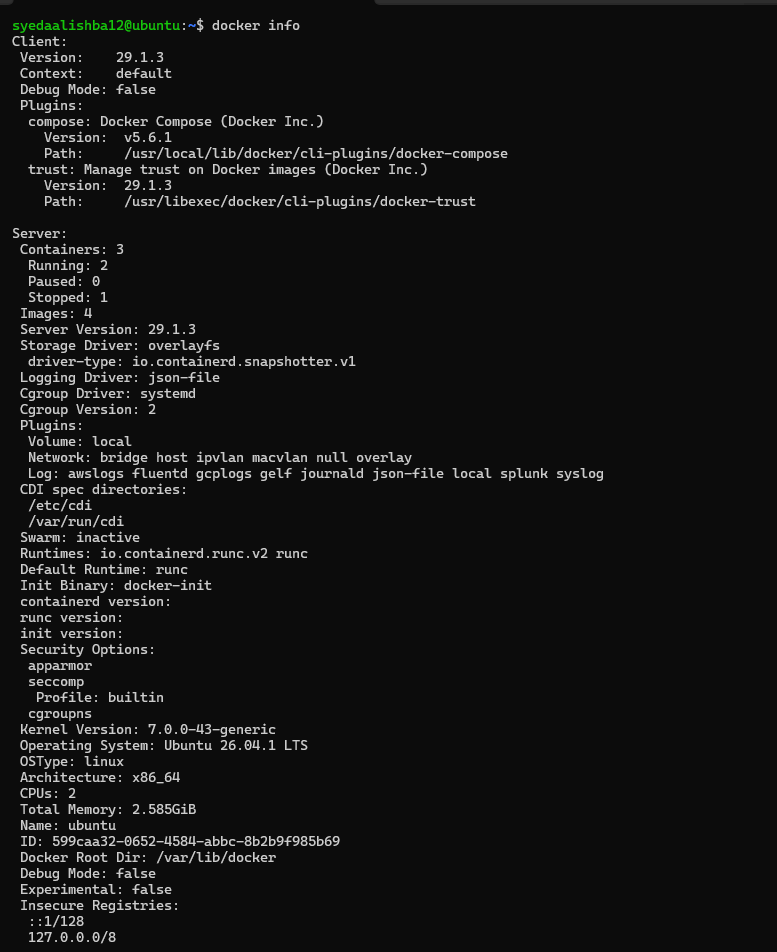 syedaalishba12@ubuntu:~$ docker info
Client:
 Version:    29.1.3
 Context:    default
 Debug Mode: false
 Plugins:
  compose: Docker Compose (Docker Inc.)
    Version:  v5.6.1
    Path:     /usr/local/lib/docker/cli-plugins/docker-compose
  trust: Manage trust on Docker images (Docker Inc.)
    Version:  29.1.3
    Path:     /usr/libexec/docker/cli-plugins/docker-trust

Server:
 Containers: 3
  Running: 2
  Paused: 0
  Stopped: 1
 Images: 4
 Server Version: 29.1.3
 Storage Driver: overlayfs
  driver-type: io.containerd.snapshotter.v1
 Logging Driver: json-file
 Cgroup Driver: systemd
 Cgroup Version: 2
 Plugins:
  Volume: local
  Network: bridge host ipvlan macvlan null overlay
  Log: awslogs fluentd gcplogs gelf journald json-file local splunk syslog
 CDI spec directories:
  /etc/cdi
  /var/run/cdi
 Swarm: inactive
 Runtimes: io.containerd.runc.v2 runc
 Default Runtime: runc
 Init Binary: docker-init
 containerd version:
 runc version:
 init version:
 Security Options:
  apparmor
  seccomp
   Profile: builtin
  cgroupns
 Kernel Version: 7.0.0-43-generic
 Operating System: Ubuntu 26.04.1 LTS
 OSType: linux
 Architecture: x86_64
 CPUs: 2
 Total Memory: 2.585GiB
 Name: ubuntu
 ID: 599caa32-0652-4584-abbc-8b2b9f985b69
 Docker Root Dir: /var/lib/docker
 Debug Mode: false
 Experimental: false
 Insecure Registries:
  ::1/128
  127.0.0.0/8